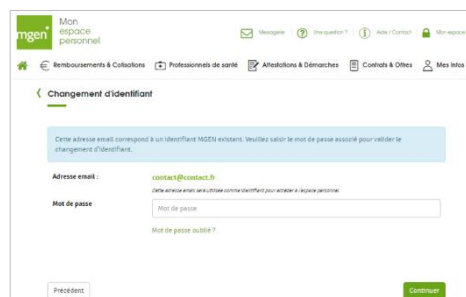 mgen*
Mon
espace
personnel
Messagerie
Une question ?
Aide / Contact
Mon espace
Remboursements & Cotisations
Professionnels de santé
Attestations & Démarches
Contrats & Offres
Mes infos
Changement d'identifiant
Cette adresse email correspond à un identifiant MGEN existant. Veuillez saisir le mot de passe associé pour valider le
changement d'identifiant.
Adresse email :
contact@contact.fr
Cette adresse email sera utilisée comme identifiant pour accéder à l'espace personnel
Mot de passe
Mot de passe
Mot de passe oublié ?
Précédent
Continuer